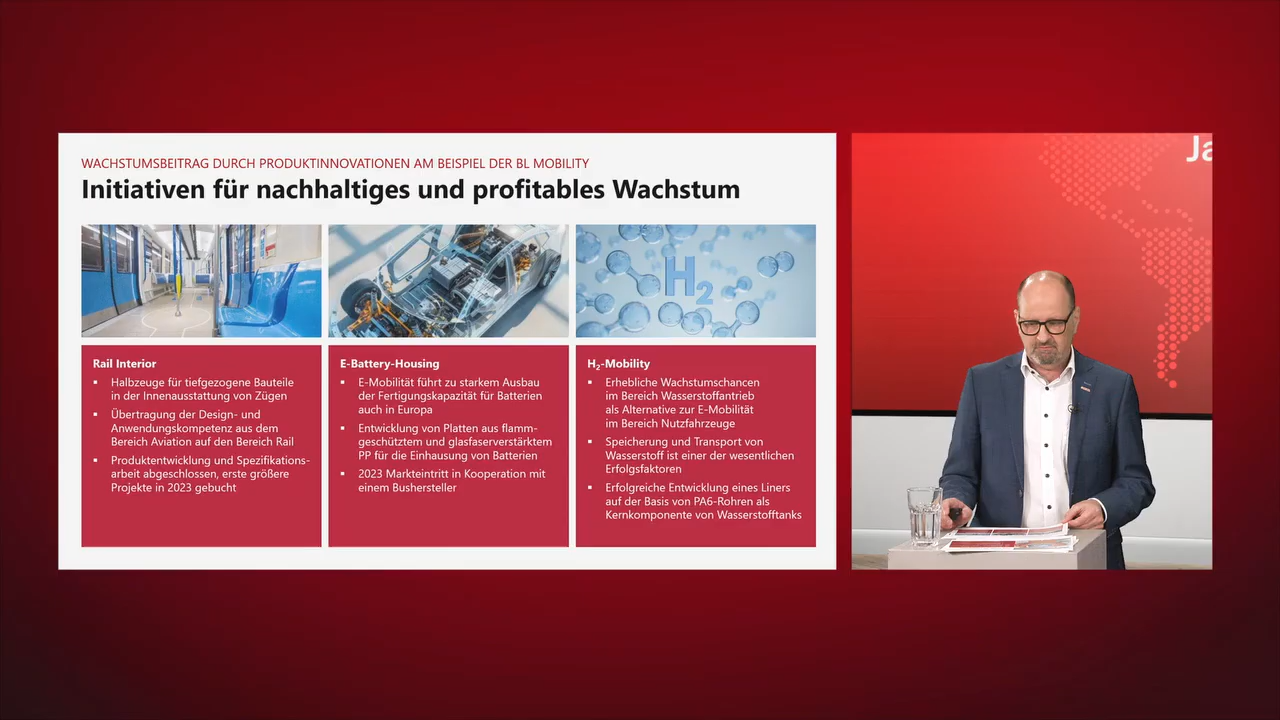 WACHSTUMSBEITRAG DURCH PRODUKTINNOVATIONEN AM BEISPIEL DER BL MOBILITY
Initiativen für nachhaltiges und profitables Wachstum
H2
Rail Interior
▪ Halbzeuge für tiefgezogene Bauteile
in der Innenausstattung von Zügen
▪ Übertragung der Design- und
Anwendungskompetenz aus dem
Bereich Aviation auf den Bereich Rail
▪ Produktentwicklung und Spezifikations-
arbeit abgeschlossen, erste größere
Projekte in 2023 gebucht
E-Battery-Housing
▪ E-Mobilität führt zu starkem Ausbau
der Fertigungskapazität für Batterien
auch in Europa
▪ Entwicklung von Platten aus flamm-
geschütztem und glasfaserverstärktem
PP für die Einhausung von Batterien
▪ 2023 Markteintritt in Kooperation mit
einem Bushersteller
H₂-Mobility
▪ Erhebliche Wachstumschancen
im Bereich Wasserstoffantrieb
als Alternative zur E-Mobilität
im Bereich Nutzfahrzeuge
▪ Speicherung und Transport von
Wasserstoff ist einer der wesentlichen
Erfolgsfaktoren
▪ Erfolgreiche Entwicklung eines Liners
auf der Basis von PA6-Rohren als
Kernkomponente von Wasserstofftanks
Ja